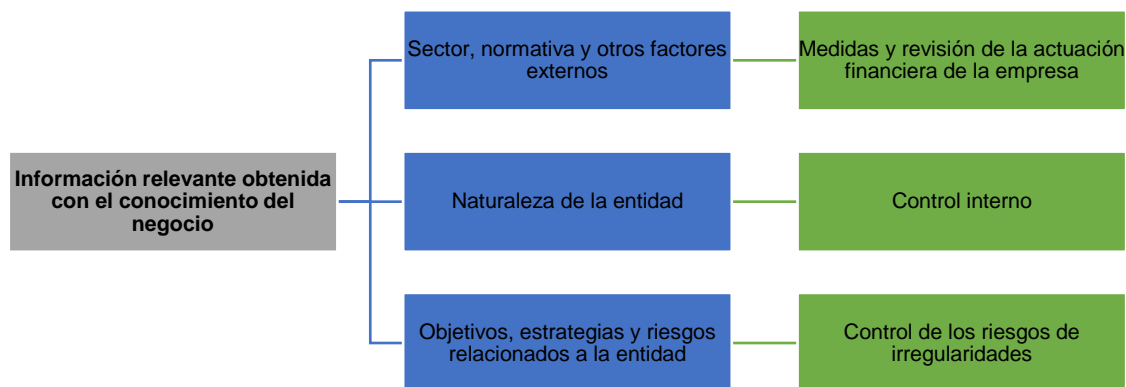 Sector, normativa y otros factores
externos
Medidas y revisión de la actuación
financiera de la empresa
Información relevante obtenida
con el conocimiento del
negocio
Naturaleza de la entidad
Control interno
Objetivos, estrategias y riesgos
relacionados a la entidad
Control de los riesgos de
irregularidades